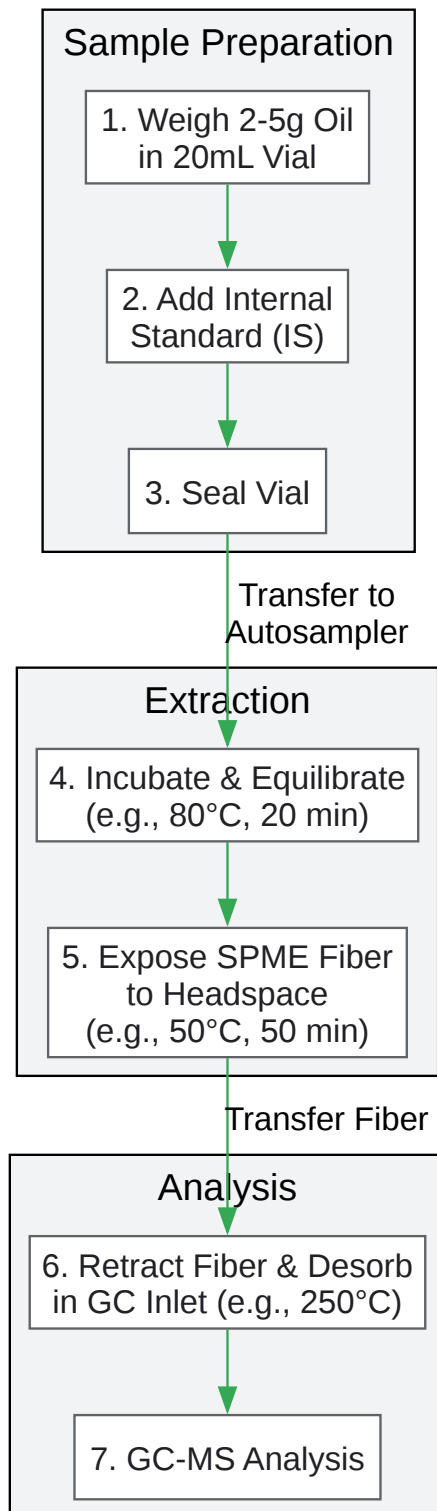 Sample Preparation
1. Weigh 2-5g Oil
in 20mL Vial
2. Add Internal
Standard (IS)
3. Seal Vial
Transfer to
Autosampler
Extraction
4. Incubate & Equilibrate
(e.g., 80°C, 20 min)
5. Expose SPME Fiber
to Headspace
(e.g., 50°C, 50 min)
Transfer Fiber
Analysis
6. Retract Fiber & Desorb
in GC Inlet (e.g., 250°C)
7. GC-MS Analysis